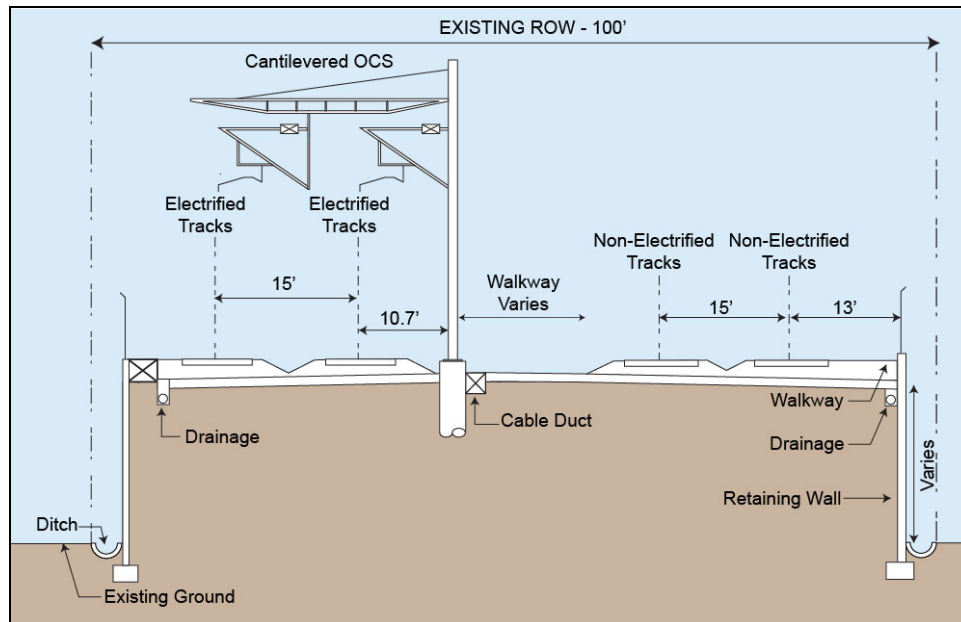 EXISTING ROW - 100'
Cantilevered OCS
Electrified
Tracks
Electrified
Tracks
Non-Electrified
Tracks
Non-Electrified
Tracks
Walkway
Varies
15'
10.7'
15'
13'
Walkway
Drainage
Cable Duct
Drainage
Varies
Retaining Wall
Ditch
Existing Ground